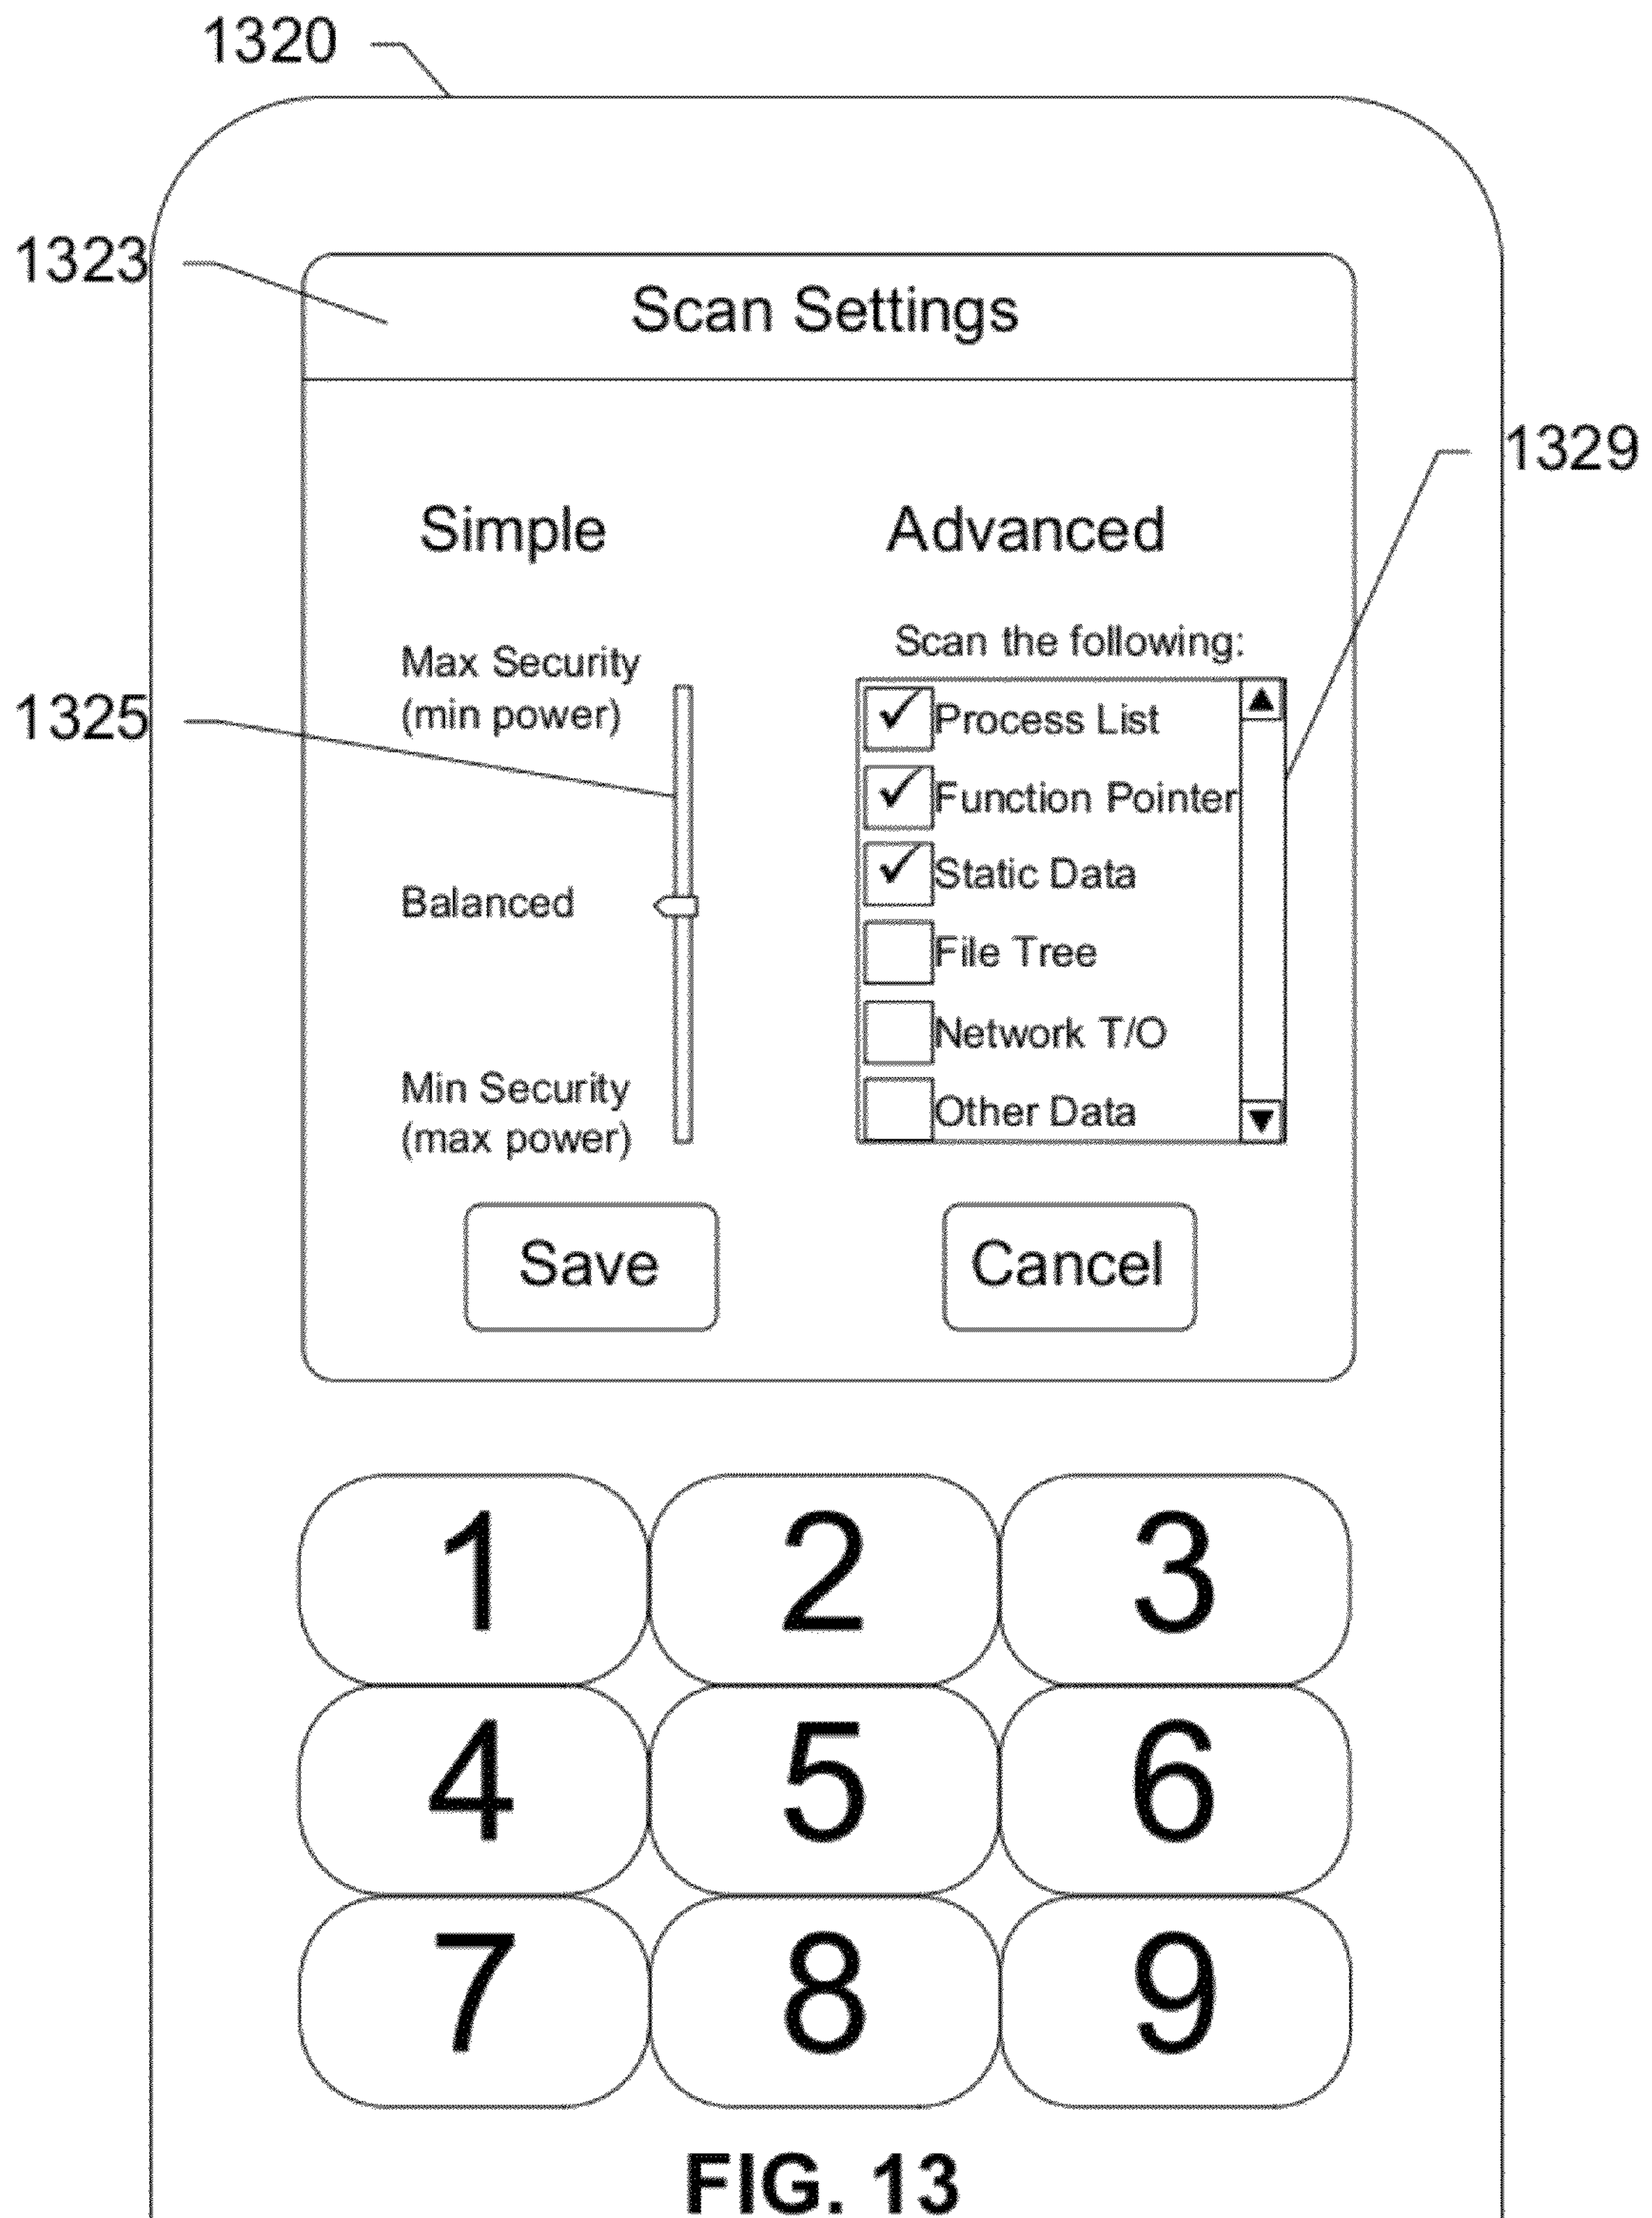 1320
1323
Scan Settings
1329
Simple
Advanced
Scan the following:
Max Security
(min power)
1325
Process List
Function Pointer
Static Data
Balanced
File Tree
Network T/O
Min Security
(max power)
Other Data
Save
Cancel
1 2 3
4 5 6
7 8 9
FIG. 13